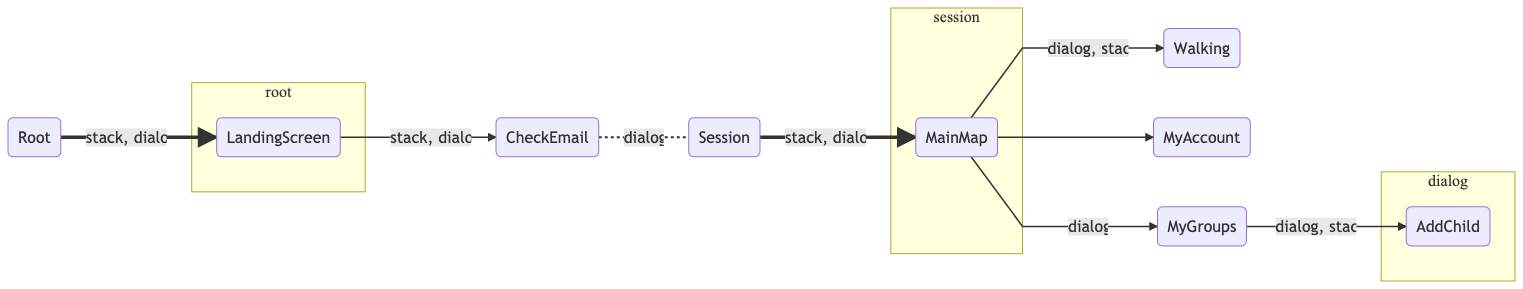 session
dialog, stac
Walking
root
Root
stack, dialo
LandingScreen
stack, dialo
CheckEmail
dialog
Session
stack, dialo
MainMap
MyAccount
dialog
dialog
MyGroups
dialog, stac
AddChild